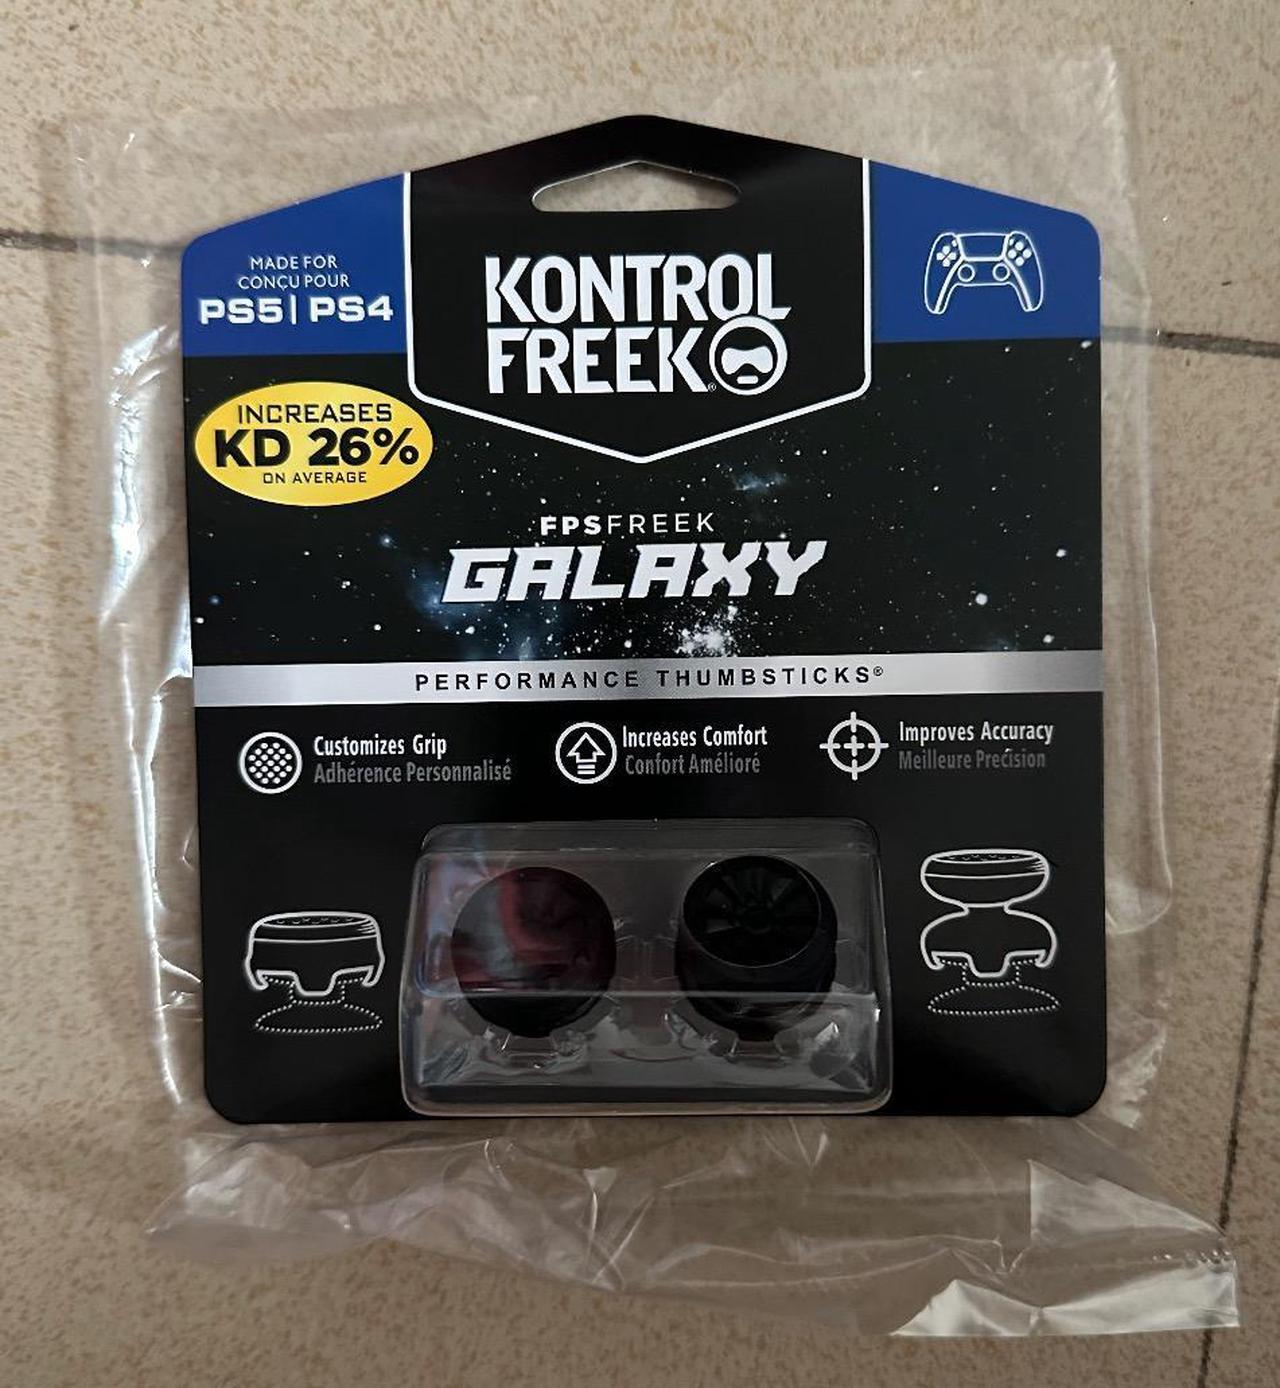 MADE FOR
CONÇU POUR
PS5 | PS4
KONTROL
FREEK®
INCREASES
KD 26%
ON AVERAGE
FPSFREEK
GALAXY
PERFORMANCE THUMBSTICKS®
Customizes Grip
Adhérence Personnalisé
Increases Comfort
Confort Amélioré
Improves Accuracy
Meilleure Précision